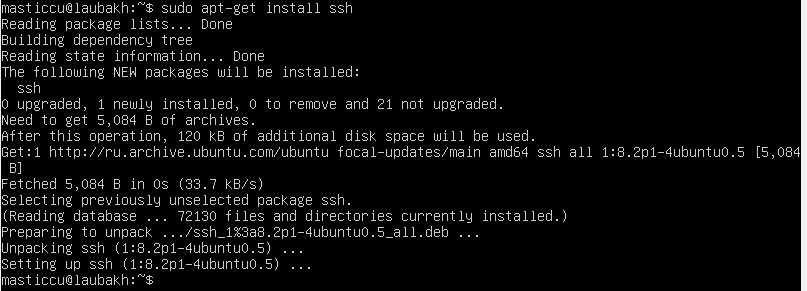 masticcu@laubakh:~$ sudo apt-get install ssh
Reading package lists... Done
Building dependency tree
Reading state information... Done
The following NEW packages will be installed:
  ssh
0 upgraded, 1 newly installed, 0 to remove and 21 not upgraded.
Need to get 5,084 B of archives.
After this operation, 120 kB of additional disk space will be used.
Get:1 http://ru.archive.ubuntu.com/ubuntu focal-updates/main amd64 ssh all 1:8.2p1-4ubuntu0.5 [5,084
 B]
Fetched 5,084 B in 0s (33.7 kB/s)
Selecting previously unselected package ssh.
(Reading database ... 72130 files and directories currently installed.)
Preparing to unpack .../ssh_1%3a8.2p1-4ubuntu0.5_all.deb ...
Unpacking ssh (1:8.2p1-4ubuntu0.5) ...
Setting up ssh (1:8.2p1-4ubuntu0.5) ...
masticcu@laubakh:~$